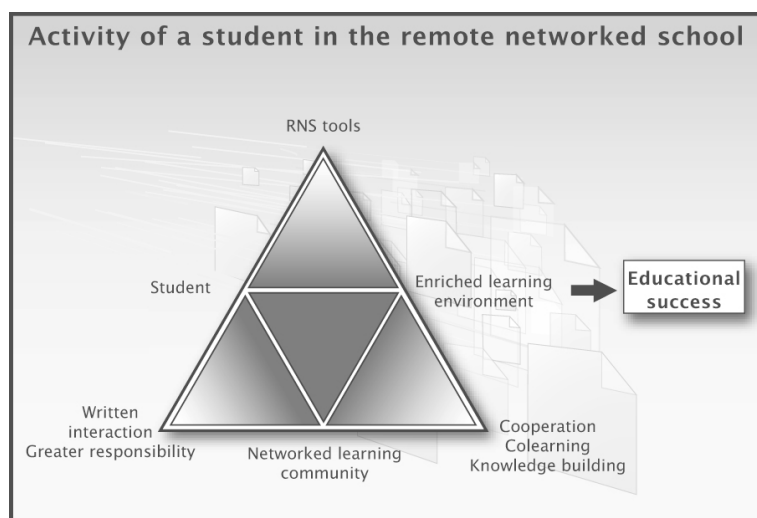 Activity of a student in the remote networked school
RNS tools
Student
Enriched learning
environment
Educational
success
Written
interaction
Greater responsibility
Networked learning
community
Cooperation
Colearning
Knowledge building